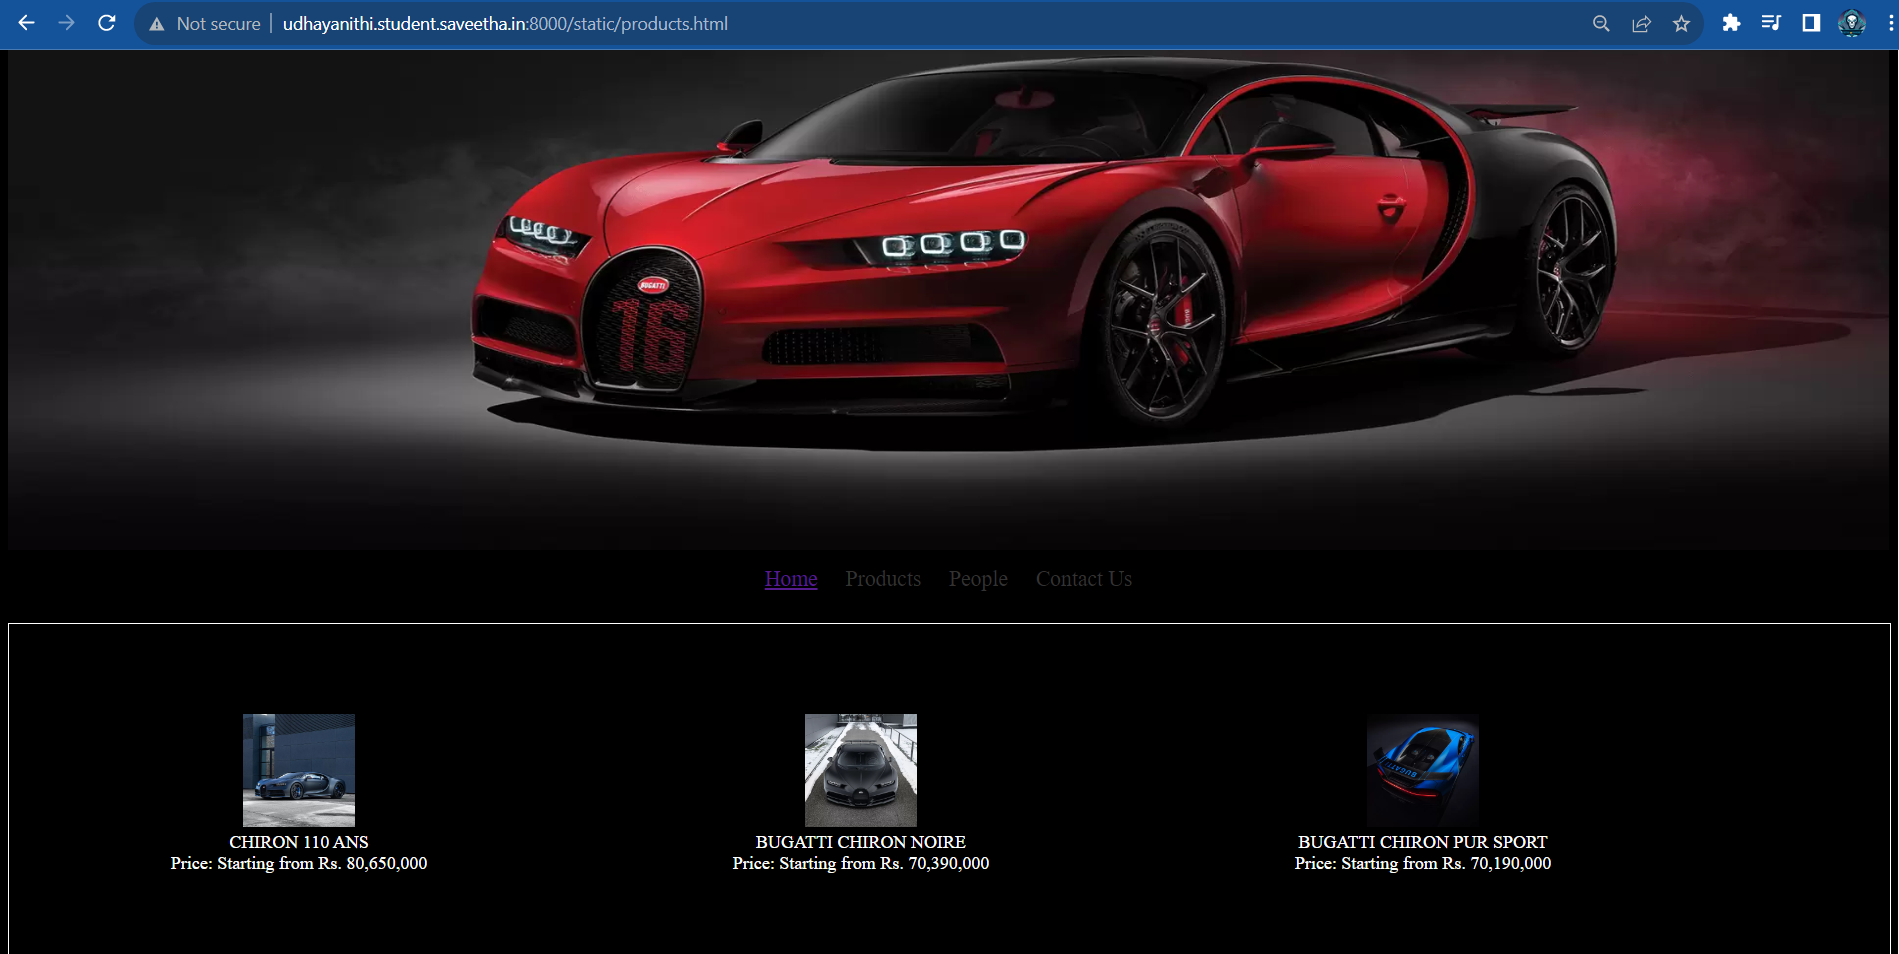 Not secure udhayanithi.student.saveetha.in:8000/static/products.html
BUGATTI
16
Home Products People Contact Us
BUGATTI
CHIRON 110 ANS
Price: Starting from Rs. 80,650,000
BUGATTI CHIRON NOIRE
Price: Starting from Rs. 70,390,000
BUGATTI CHIRON PUR SPORT
Price: Starting from Rs. 70,190,000